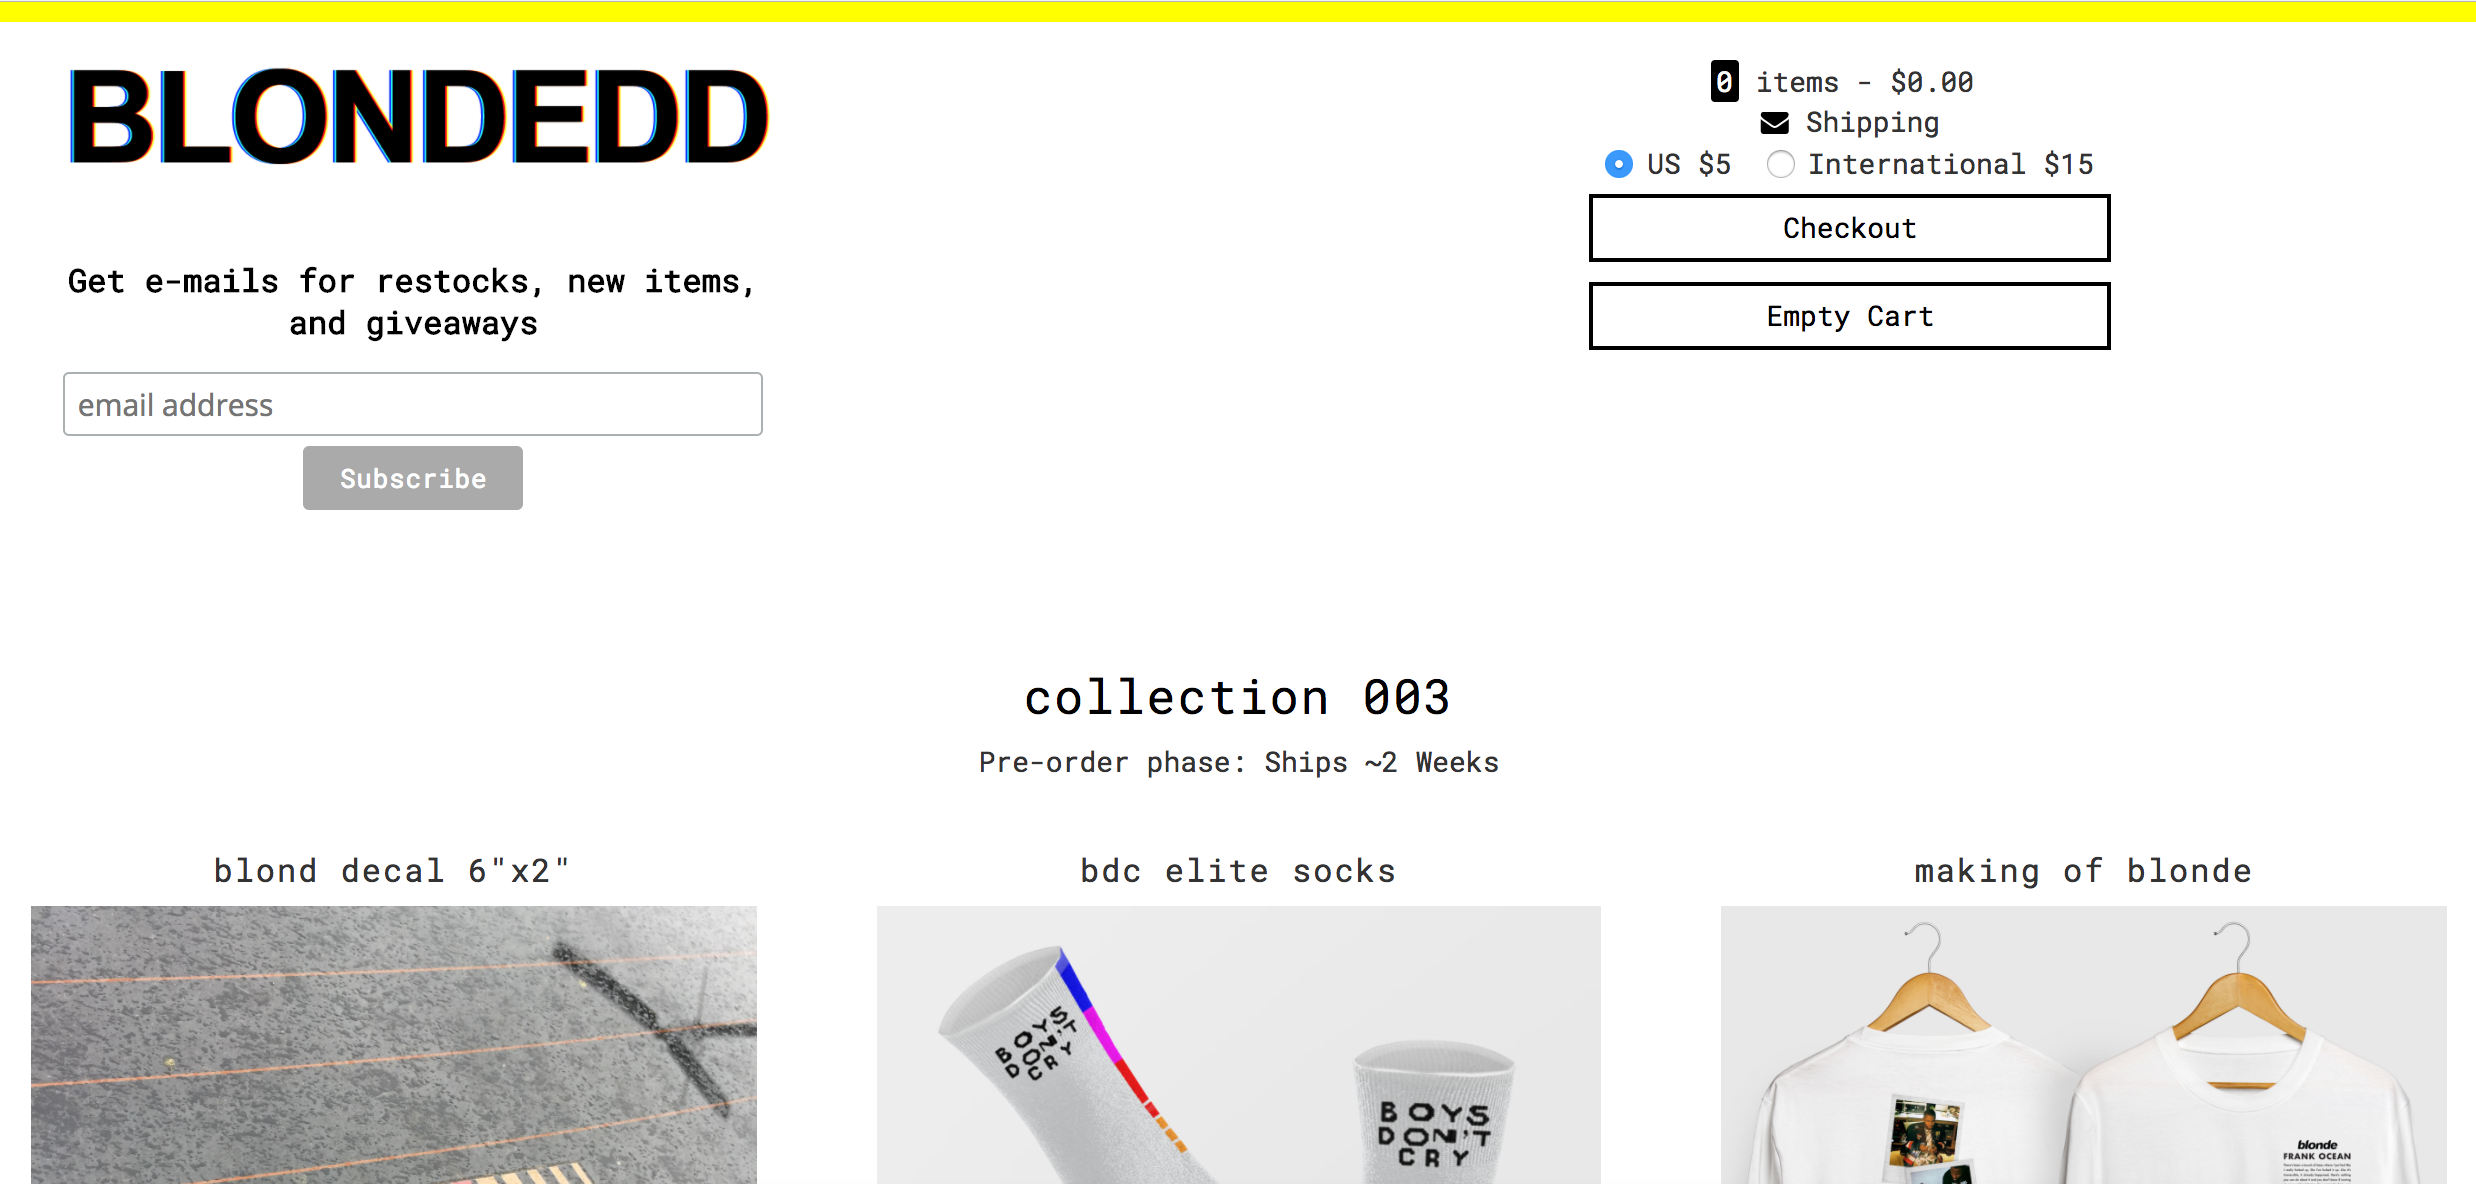 BLONDEDD
0 items - $0.00
Shipping
US $5 International $15
Checkout
Empty Cart
Get e-mails for restocks, new items,
and giveaways
email address
Subscribe
collection 003
Pre-order phase: Ships ~2 Weeks
blond decal 6"x2"
bdc elite socks
making of blonde
BOYS
DON'T
CRY
BOYS
DON'T
CRY
blonde
FRANK OCEAN